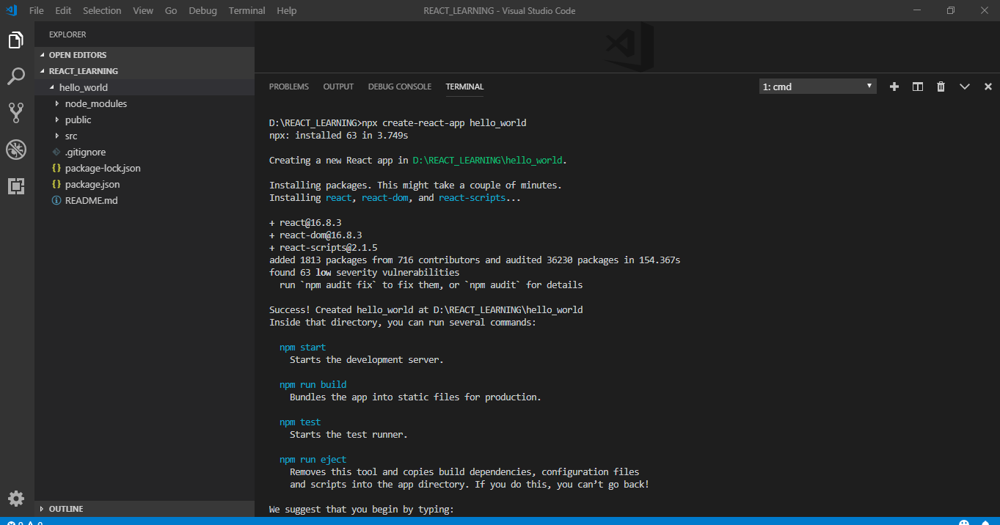 File Edit Selection View Go Debug Terminal Help
REACT_LEARNING - Visual Studio Code
EXPLORER
OPEN EDITORS
REACT_LEARNING
hello_world
node_modules
public
src
.gitignore
package-lock.json
package.json
README.md
OUTLINE
PROBLEMS OUTPUT DEBUG CONSOLE TERMINAL
1: cmd
D:\REACT_LEARNING>npx create-react-app hello_world
npx: installed 63 in 3.749s
Creating a new React app in D:\REACT_LEARNING\hello_world.
Installing packages. This might take a couple of minutes.
Installing react, react-dom, and react-scripts...
+ react@16.8.3
+ react-dom@16.8.3
+ react-scripts@2.1.5
added 1813 packages from 716 contributors and audited 36230 packages in 154.367s
found 63 low severity vulnerabilities
run `npm audit fix` to fix them, or `npm audit` for details
Success! Created hello_world at D:\REACT_LEARNING\hello_world
Inside that directory, you can run several commands:
npm start
Starts the development server.
npm run build
Bundles the app into static files for production.
npm test
Starts the test runner.
npm run eject
Removes this tool and copies build dependencies, configuration files
and scripts into the app directory. If you do this, you can’t go back!
We suggest that you begin by typing: